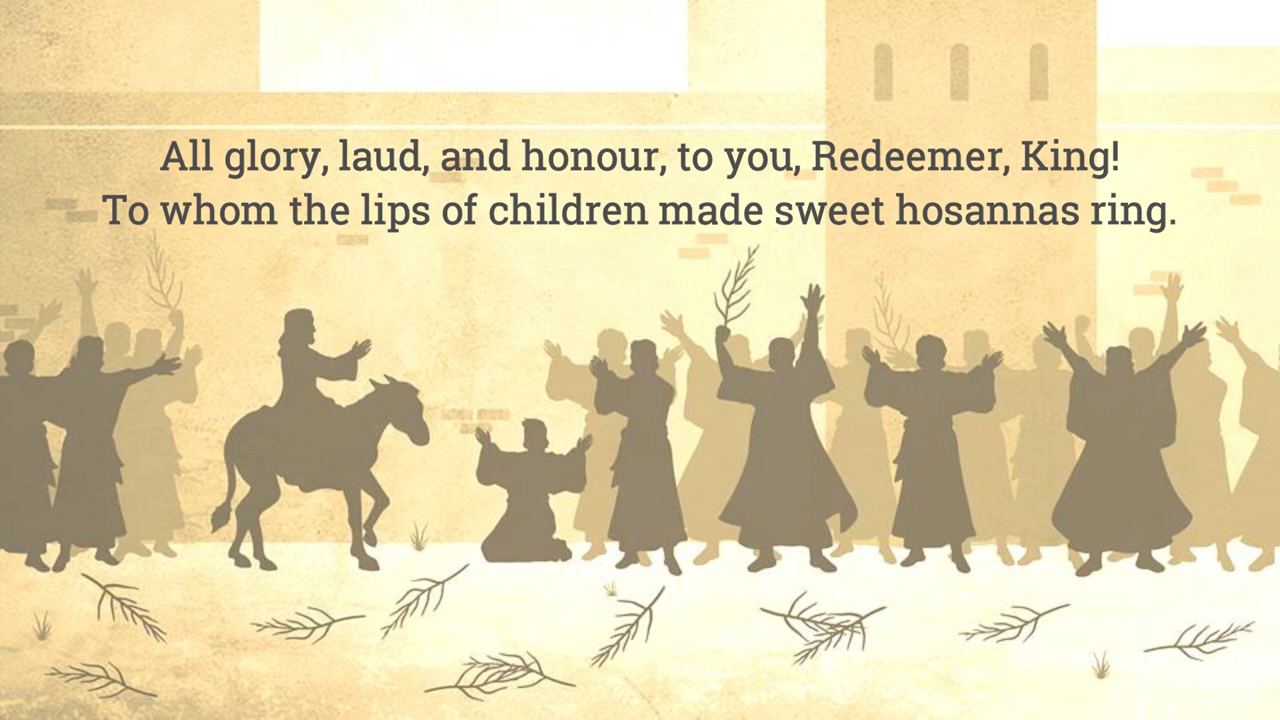 All glory, laud, and honour, to you, Redeemer, King!
To whom the lips of children made sweet hosannas ring.